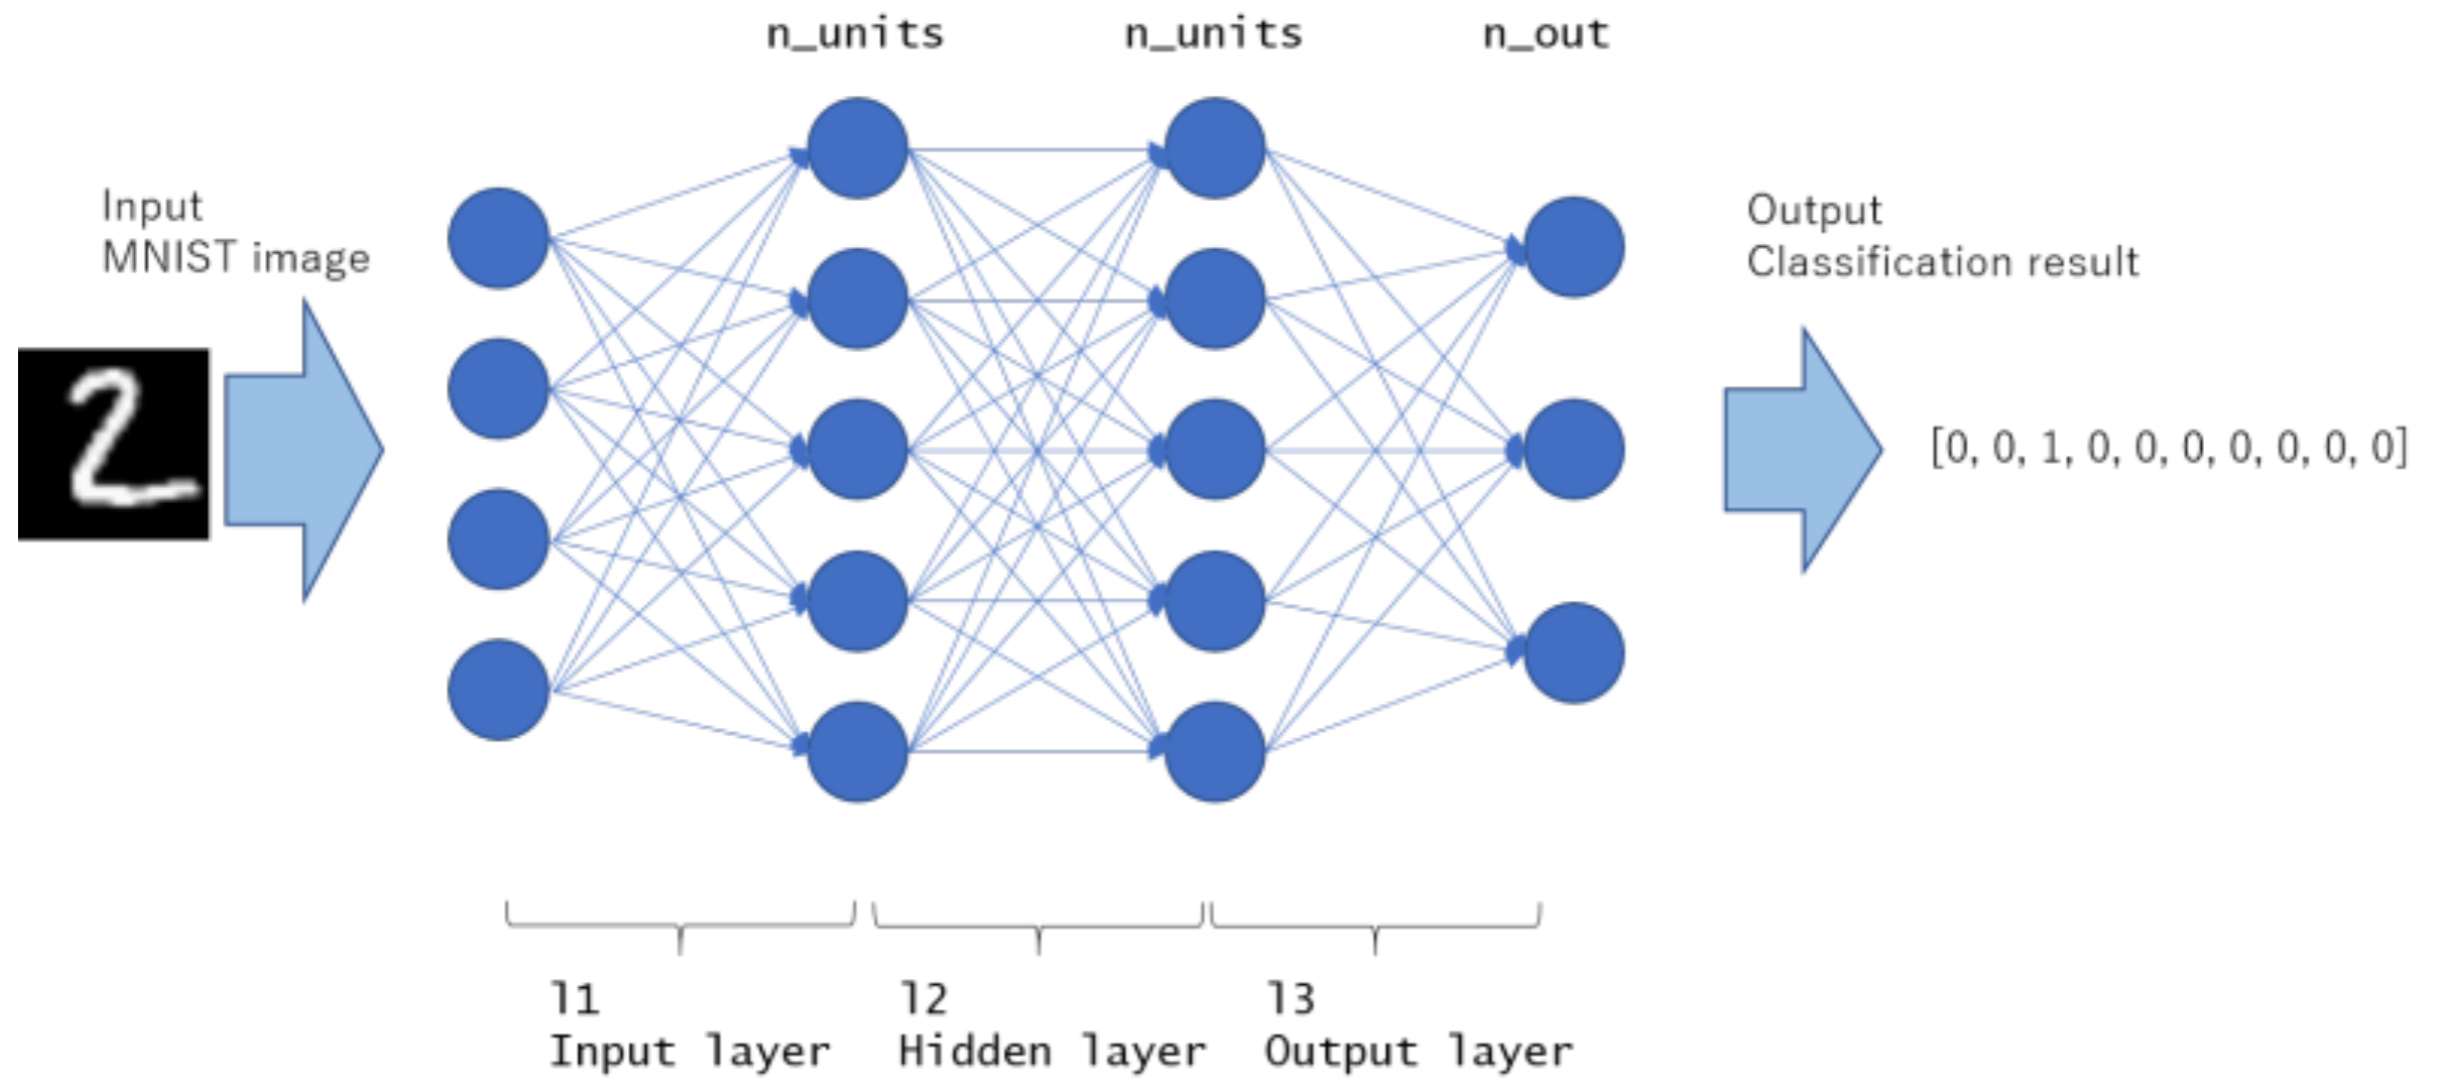 n_units
n_units
n_out
Input
MNIST image
2
Output
Classification result
[0, 0, 1, 0, 0, 0, 0, 0, 0, 0]
l1
Input layer
l2
Hidden layer
l3
Output layer